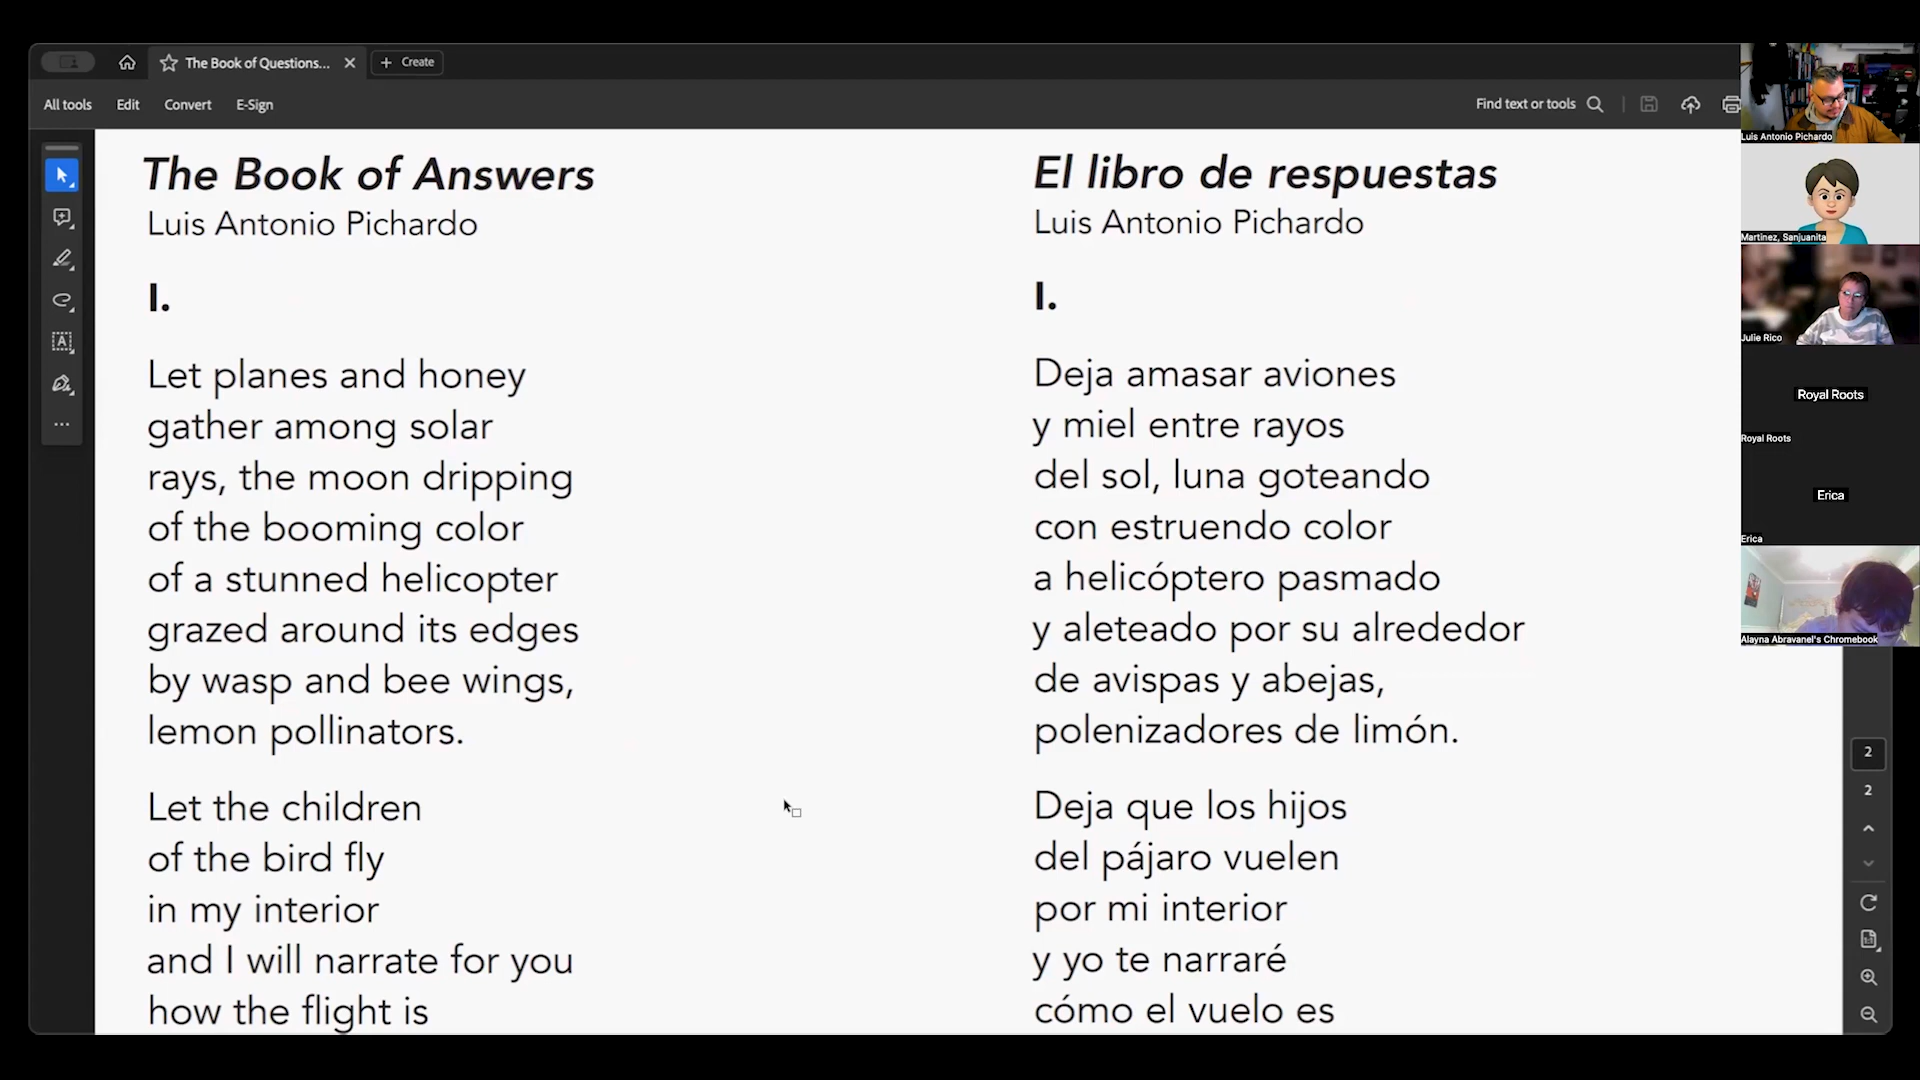 The Book of Questions...
Create
All tools
Edit
Convert
E-Sign
Find text or tools
The Book of Answers
Luis Antonio Pichardo
I.
Let planes and honey
gather among solar
rays, the moon dripping
of the booming color
of a stunned helicopter
grazed around its edges
by wasp and bee wings,
lemon pollinators.
Let the children
of the bird fly
in my interior
and I will narrate for you
how the flight is
El libro de respuestas
Luis Antonio Pichardo
I.
Deja amasar aviones
y miel entre rayos
del sol, luna goteando
con estruendo color
a helicóptero pasmado
y aleteado por su alrededor
de avispas y abejas,
polenizadores de limón.
Deja que los hijos
del pájaro vuelen
por mi interior
y yo te narraré
cómo el vuelo es
Luis Antonio Pichardo
Martinez, Sanjuanita
Julie Rico
Royal Roots
Royal Roots
Erica
Erica
Alayna Abravanel's Chromebook
2
2